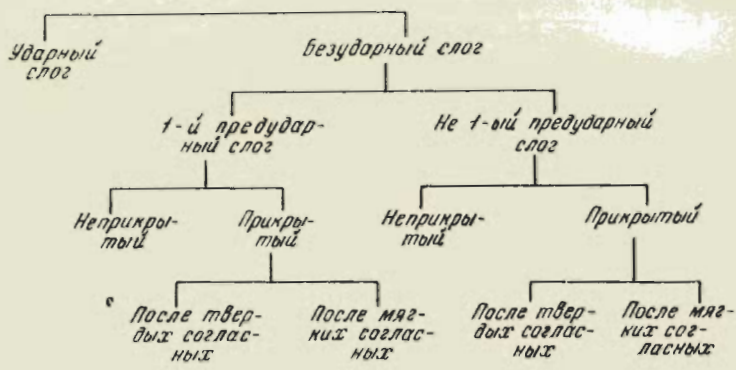 Ударный
слог
Безударный слог
1-й предудар-
ный слог
Не 1-ый предударный
слог
Неприкры-
тый
Прикры-
тый
Неприкры-
тый
Прикрытый
После твер-
дых соглас-
ных
После мяг-
ких соглас-
ных
После твер-
дых соглас-
ных
После мяг-
ких сог-
ласных